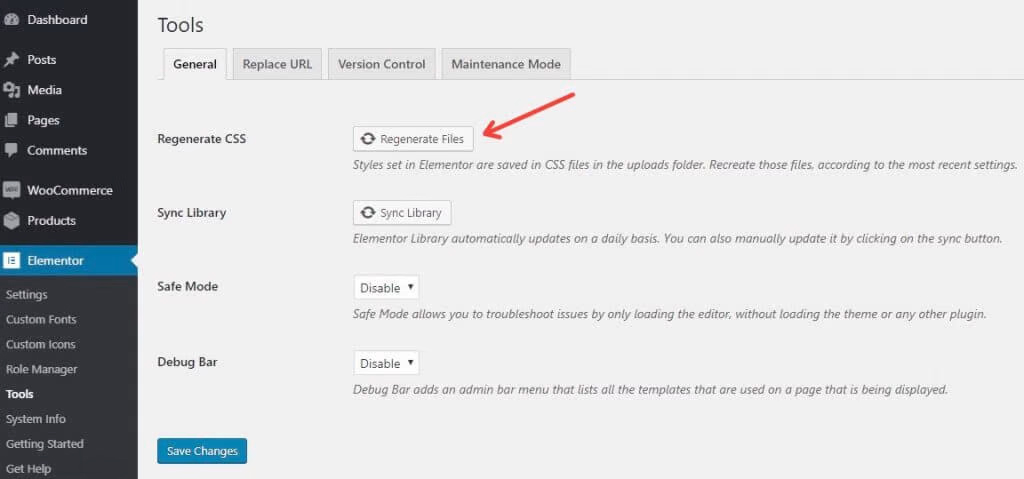 Dashboard
Posts
Media
Pages
Comments
WooCommerce
Products
Elementor
Settings
Custom Fonts
Custom Icons
Role Manager
Tools
System Info
Getting Started
Get Help
Tools
General Replace URL Version Control Maintenance Mode
Regenerate CSS Regenerate Files
Styles set in Elementor are saved in CSS files in the uploads folder. Recreate those files, according to the most recent settings.
Sync Library Sync Library
Elementor Library automatically updates on a daily basis. You can also manually update it by clicking on the sync button.
Safe Mode Disable
Safe Mode allows you to troubleshoot issues by only loading the editor, without loading the theme or any other plugin.
Debug Bar Disable
Debug Bar adds an admin bar menu that lists all the templates that are used on a page that is being displayed.
Save Changes